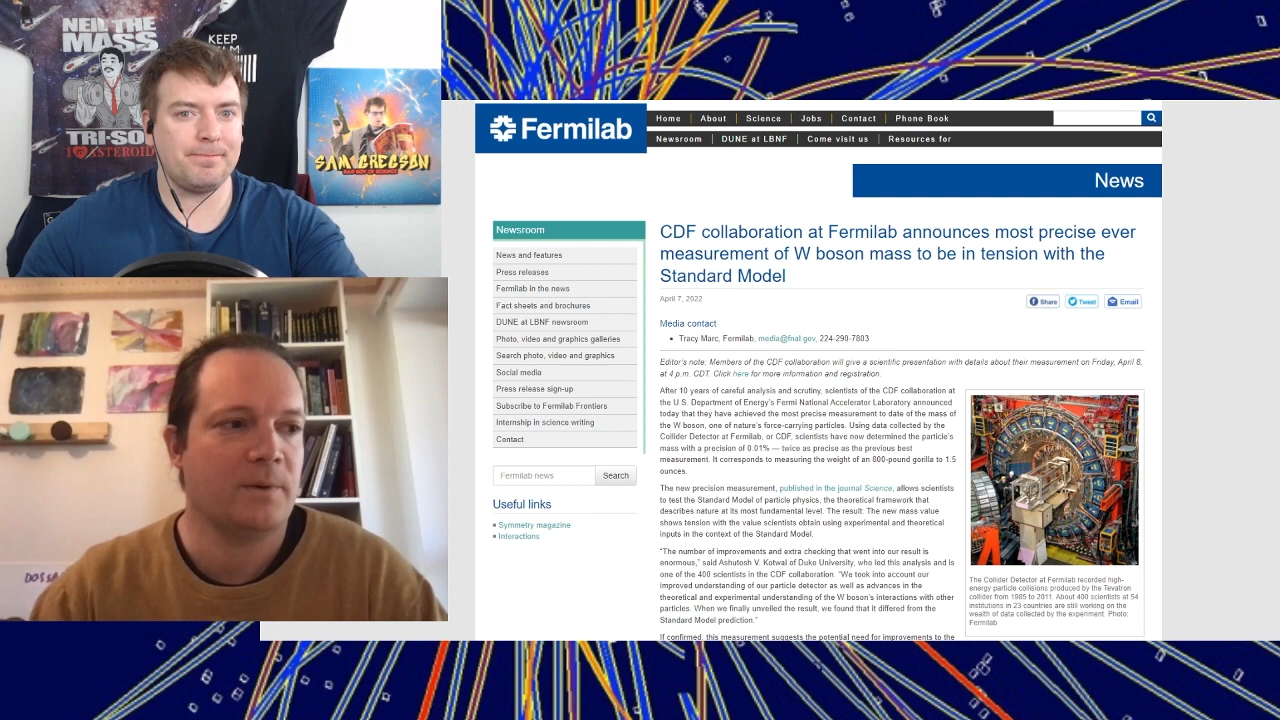 NEIL THE
MASS
TRI-SO
ASTEROID
KEEP
SAM GREGSON
BAD BOY OF SCIENCE
DOSSA
Fermilab
Home About Science Jobs Contact Phone Book
Newsroom DUNE at LBNF Come visit us Resources for
News
Newsroom
News and features
Press releases
Fermilab in the news
Fact sheets and brochures
DUNE at LBNF newsroom
Photo, video and graphics galleries
Search photo, video and graphics
Social media
Press release sign-up
Subscribe to Fermilab Frontiers
Internship in science writing
Contact
Fermilab news Search
Useful links
Symmetry magazine
Interactions
CDF collaboration at Fermilab announces most precise ever
measurement of W boson mass to be in tension with the
Standard Model
April 7, 2022
Share Tweet Email
Media contact
Tracy Marc, Fermilab, media@fnal.gov, 224-290-7803
Editor's note: Members of the CDF collaboration will give a scientific presentation with details about their measurement on Friday, April 8,
at 4 p.m. CDT. Click here for more information and registration.
After 10 years of careful analysis and scrutiny, scientists of the CDF collaboration at
the U.S. Department of Energy's Fermi National Accelerator Laboratory announced
today that they have achieved the most precise measurement to date of the mass of
the W boson, one of nature's force-carrying particles. Using data collected by the
Collider Detector at Fermilab, or CDF, scientists have now determined the particle's
mass with a precision of 0.01% — twice as precise as the previous best
measurement. It corresponds to measuring the weight of an 800-pound gorilla to 1.5
ounces.
The new precision measurement, published in the journal Science, allows scientists
to test the Standard Model of particle physics, the theoretical framework that
describes nature at its most fundamental level. The result: The new mass value
shows tension with the value scientists obtain using experimental and theoretical
inputs in the context of the Standard Model.
"The number of improvements and extra checking that went into our result is
enormous," said Ashutosh V. Kotwal of Duke University, who led this analysis and is
one of the 400 scientists in the CDF collaboration. "We took into account our
improved understanding of our particle detector as well as advances in the
theoretical and experimental understanding of the W boson's interactions with other
particles. When we finally unveiled the result, we found that it differed from the
Standard Model prediction."
If confirmed, this measurement suggests the potential need for improvements to the
The Collider Detector at Fermilab recorded high-
energy particle collisions produced by the Tevatron
collider from 1985 to 2011. About 400 scientists at 54
institutions in 23 countries are still working on the
wealth of data collected by the experiment. Photo:
Fermilab